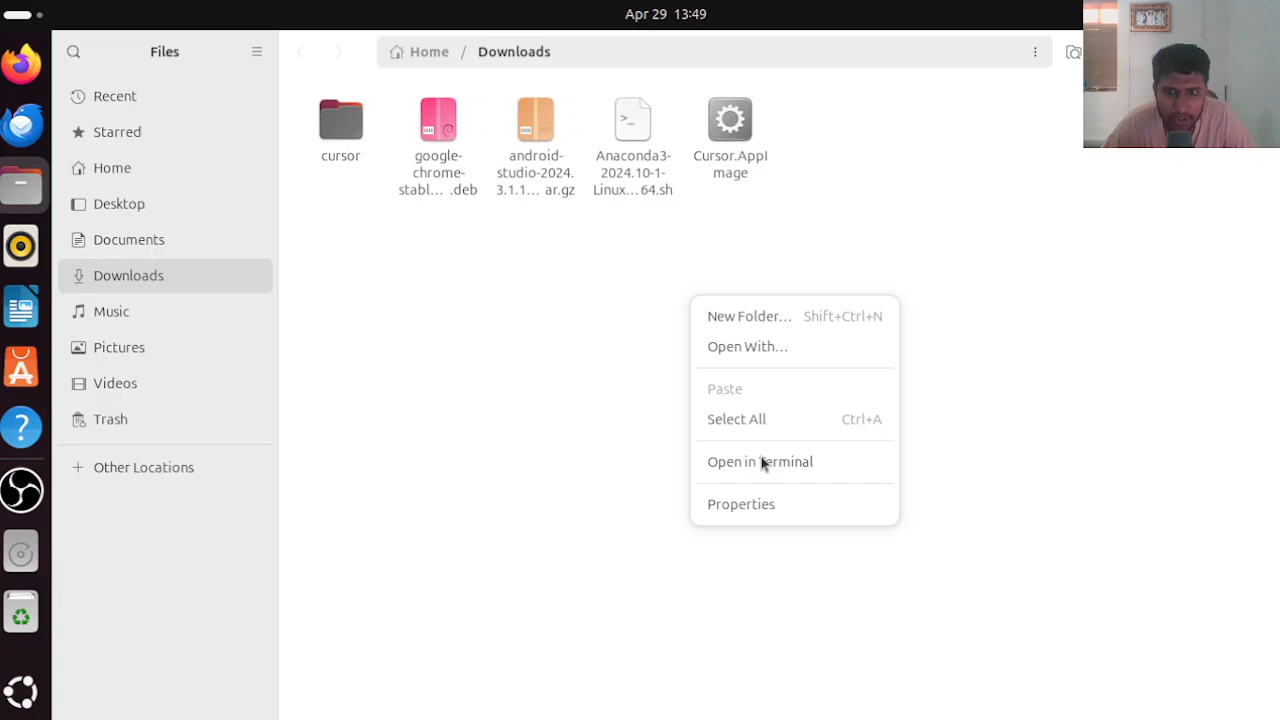 Apr 29 13:49
Files
Home / Downloads
Recent
Starred
Home
Desktop
Documents
Downloads
Music
Pictures
Videos
Trash
+ Other Locations
cursor
google-
chrome-
stabl... .deb
android-
studio-2024.
3.1.1... ar.gz
>_
Anaconda3-
2024.10-1-
Linux...64.sh
Cursor.AppI
mage
New Folder... Shift+Ctrl+N
Open With...
Paste
Select All Ctrl+A
Open in Terminal
Properties